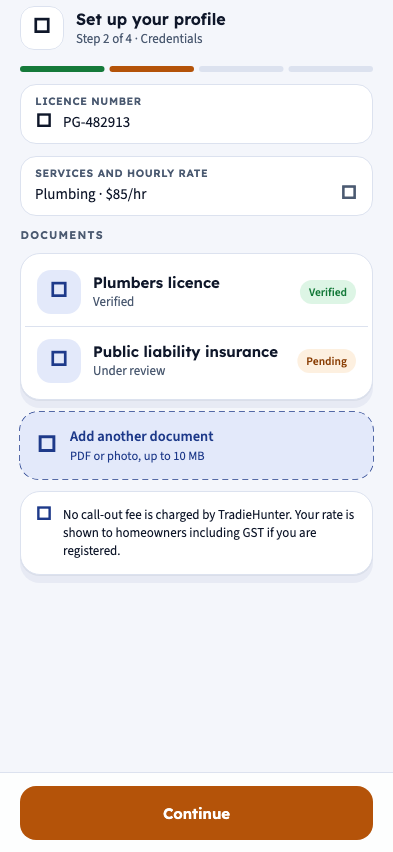 Set up your profile
Step 2 of 4 · Credentials
LICENCE NUMBER
PG-482913
SERVICES AND HOURLY RATE
Plumbing · $85/hr
DOCUMENTS
Plumbers licence
Verified
Verified
Public liability insurance
Under review
Pending
Add another document
PDF or photo, up to 10 MB
No call-out fee is charged by TradieHunter. Your rate is
shown to homeowners including GST if you are
registered.
Continue